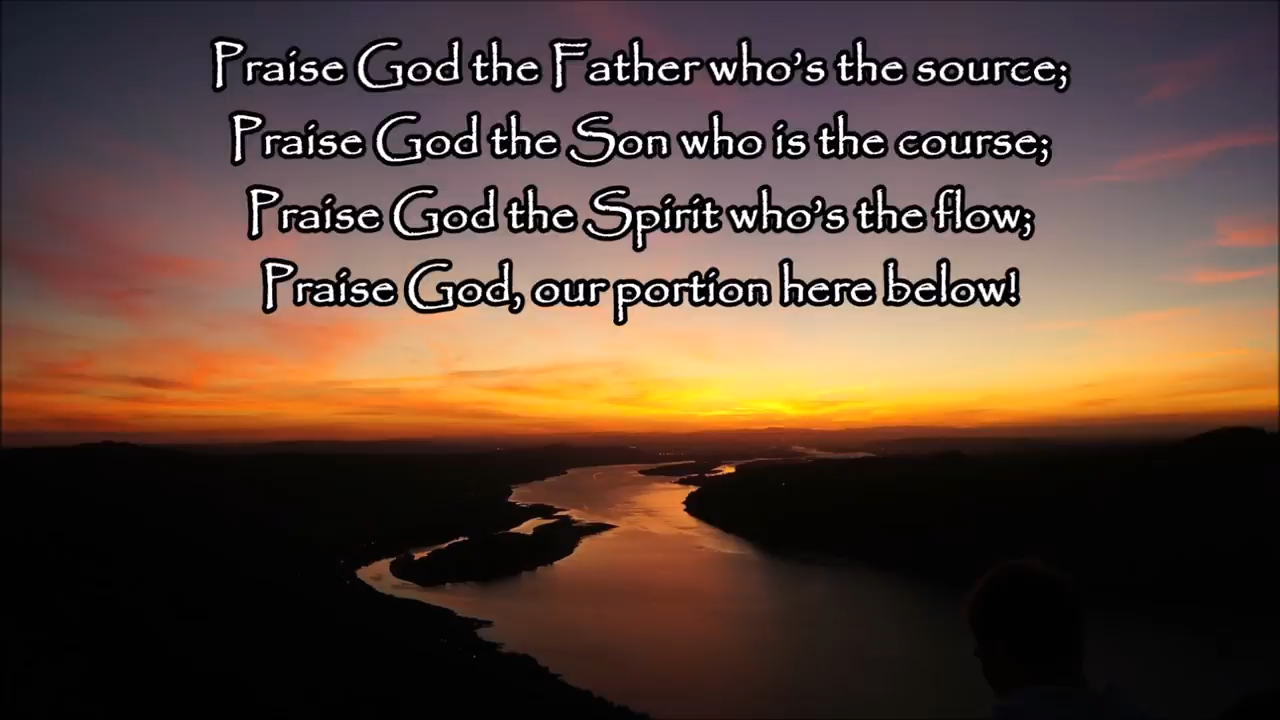 Praise God the Father who's the source;
Praise God the Son who is the course;
Praise God the Spirit who's the flow;
Praise God, our portion here below!